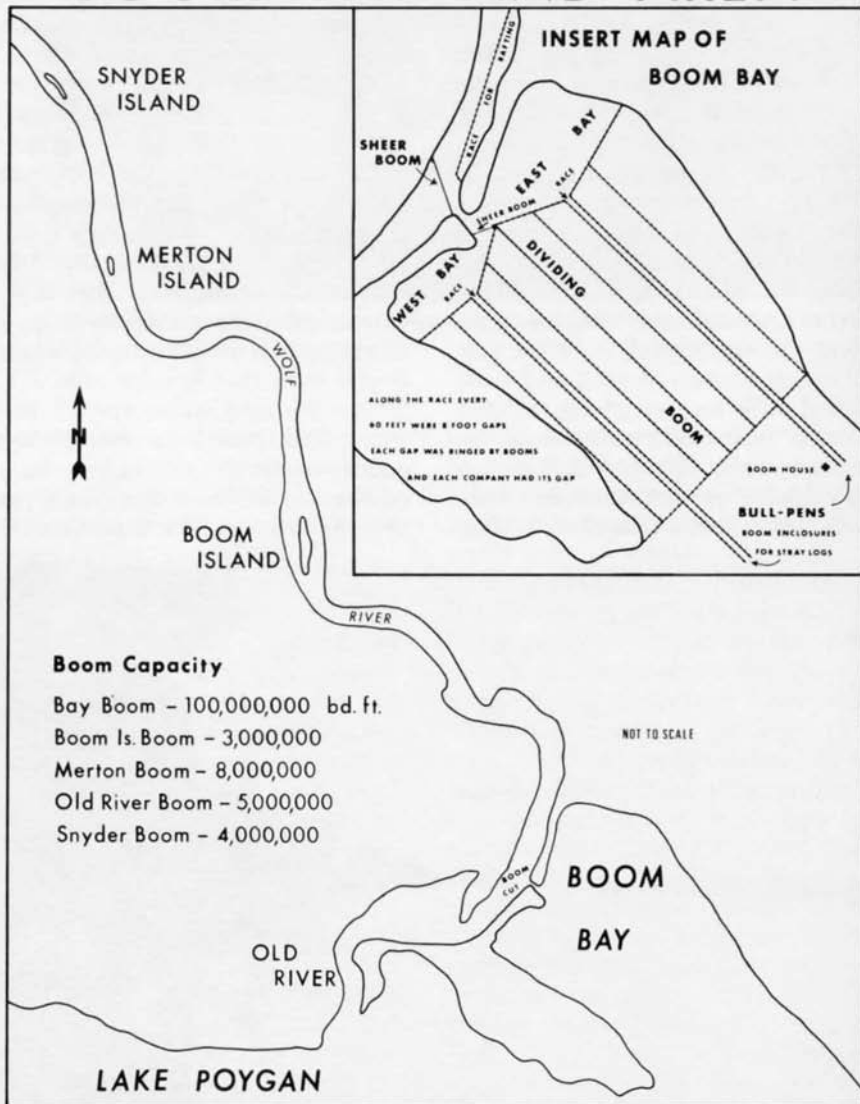 INSERT MAP OF
BOOM BAY
SNYDER
ISLAND
MERTON
ISLAND
WOLF
N
BOOM
ISLAND
RIVER
RACE FOR RAFTING
SHEER
BOOM
EAST BAY
RACE
SHEER BOOM
WEST BAY
RACE
DIVIDING
BOOM
ALONG THE RACE EVERY
60 FEET WERE 8 FOOT GAPS
EACH GAP WAS RINGED BY BOOMS
AND EACH COMPANY HAD ITS GAP
BOOM HOUSE
BULL-PENS
BOOM ENCLOSURES
FOR STRAY LOGS
Boom Capacity
Bay Boom – 100,000,000 bd. ft.
Boom Is. Boom – 3,000,000
Merton Boom – 8,000,000
Old River Boom – 5,000,000
Snyder Boom – 4,000,000
NOT TO SCALE
BOOM
CUT
BOOM
BAY
OLD
RIVER
LAKE POYGAN